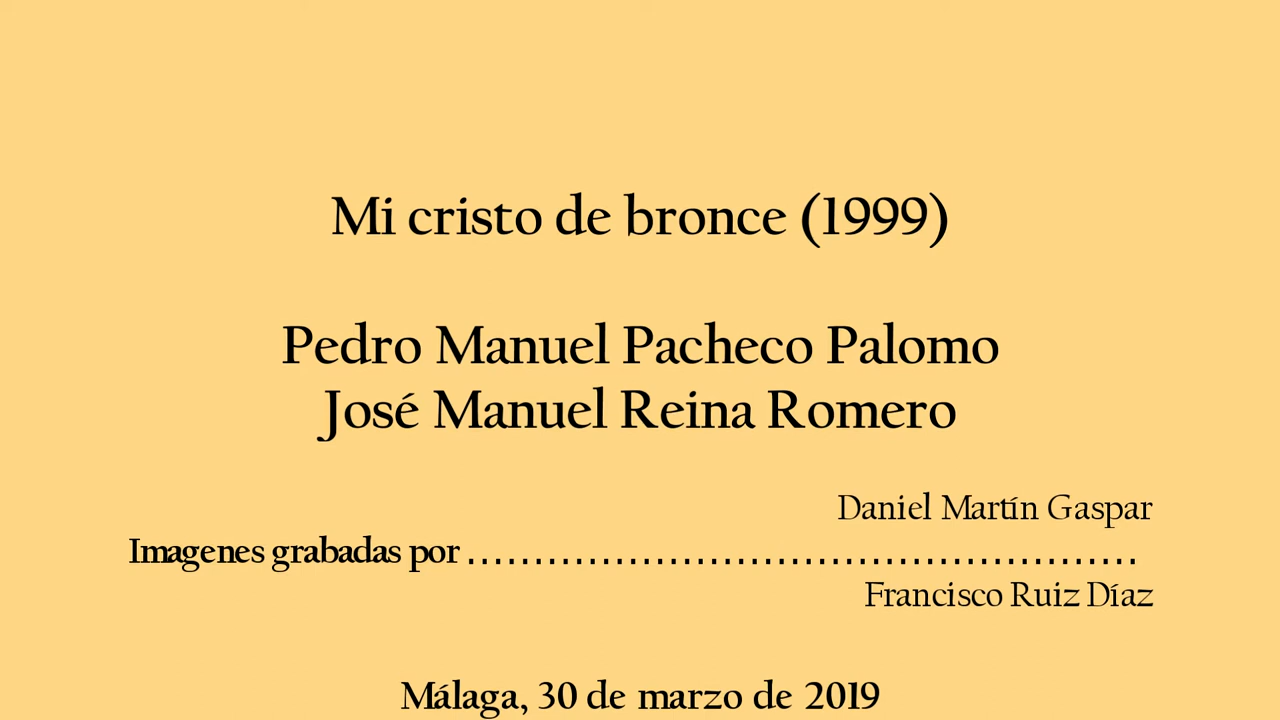 Mi cristo de bronce (1999)
Pedro Manuel Pacheco Palomo
José Manuel Reina Romero
Daniel Martín Gaspar
Imagenes grabadas por ..................................................
Francisco Ruiz Díaz
Málaga, 30 de marzo de 2019